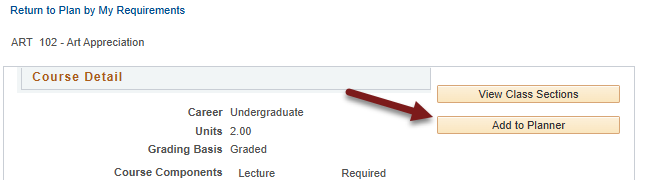 Return to Plan by My Requirements
ART 102 - Art Appreciation
Course Detail
View Class Sections
Career Undergraduate
Add to Planner
Units 2.00
Grading Basis Graded
Course Components Lecture Required